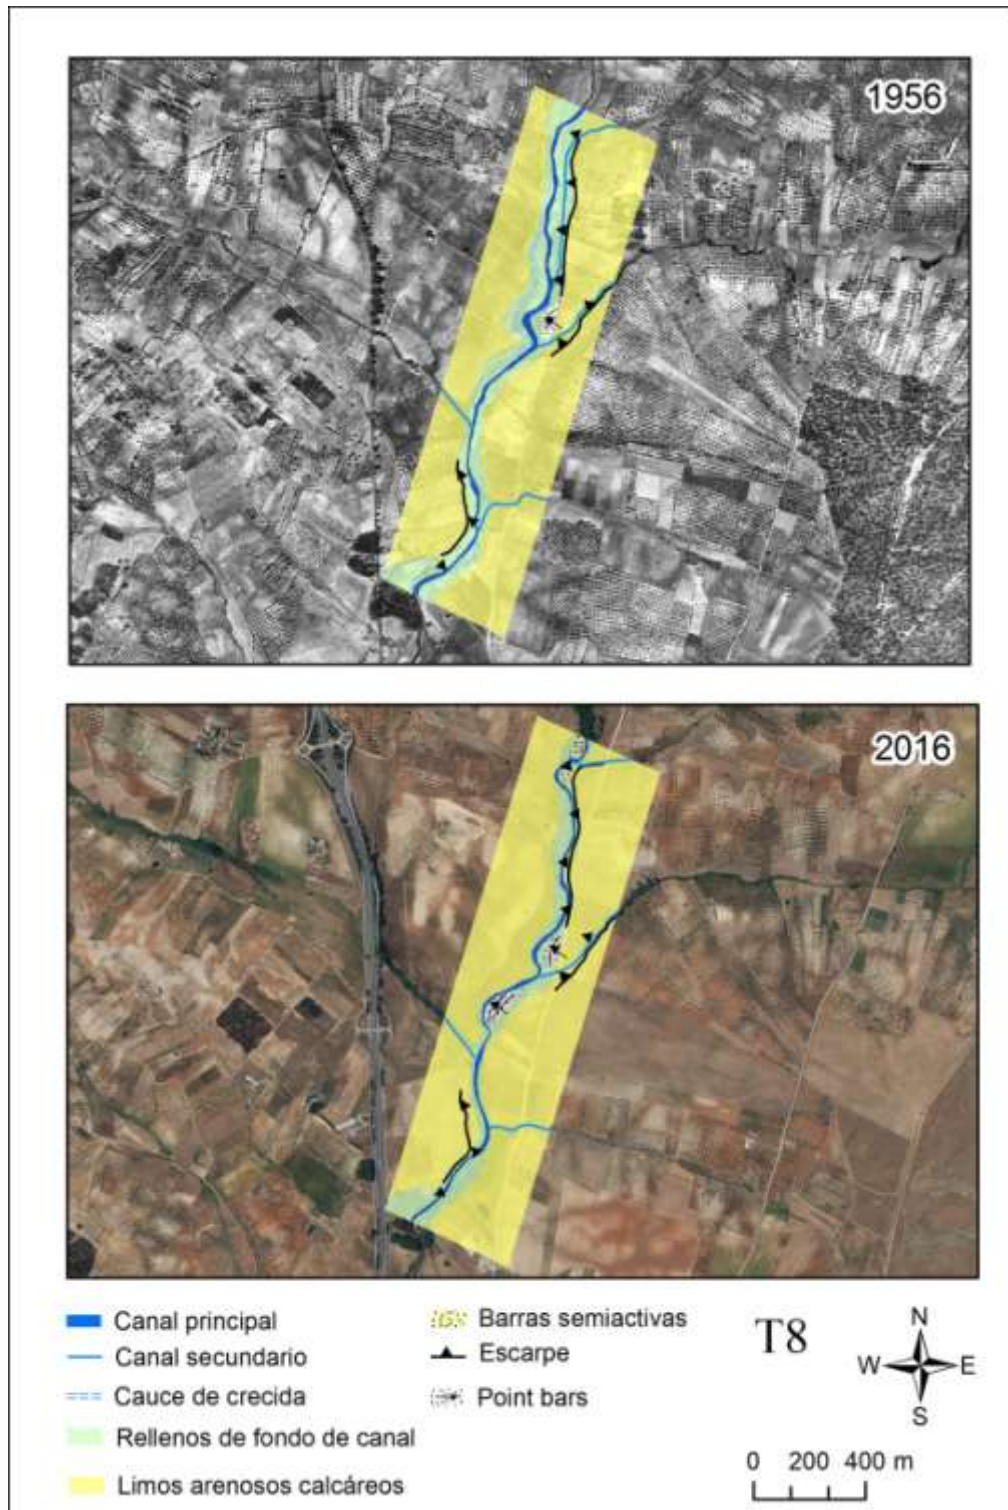 1956
2016
Canal principal
Canal secundario
Cauce de crecida
Rellenos de fondo de canal
Limos arenosos calcáreos
Barras semiactivas
Escarpe
Point bars
T8
N
W E
S
0 200 400 m